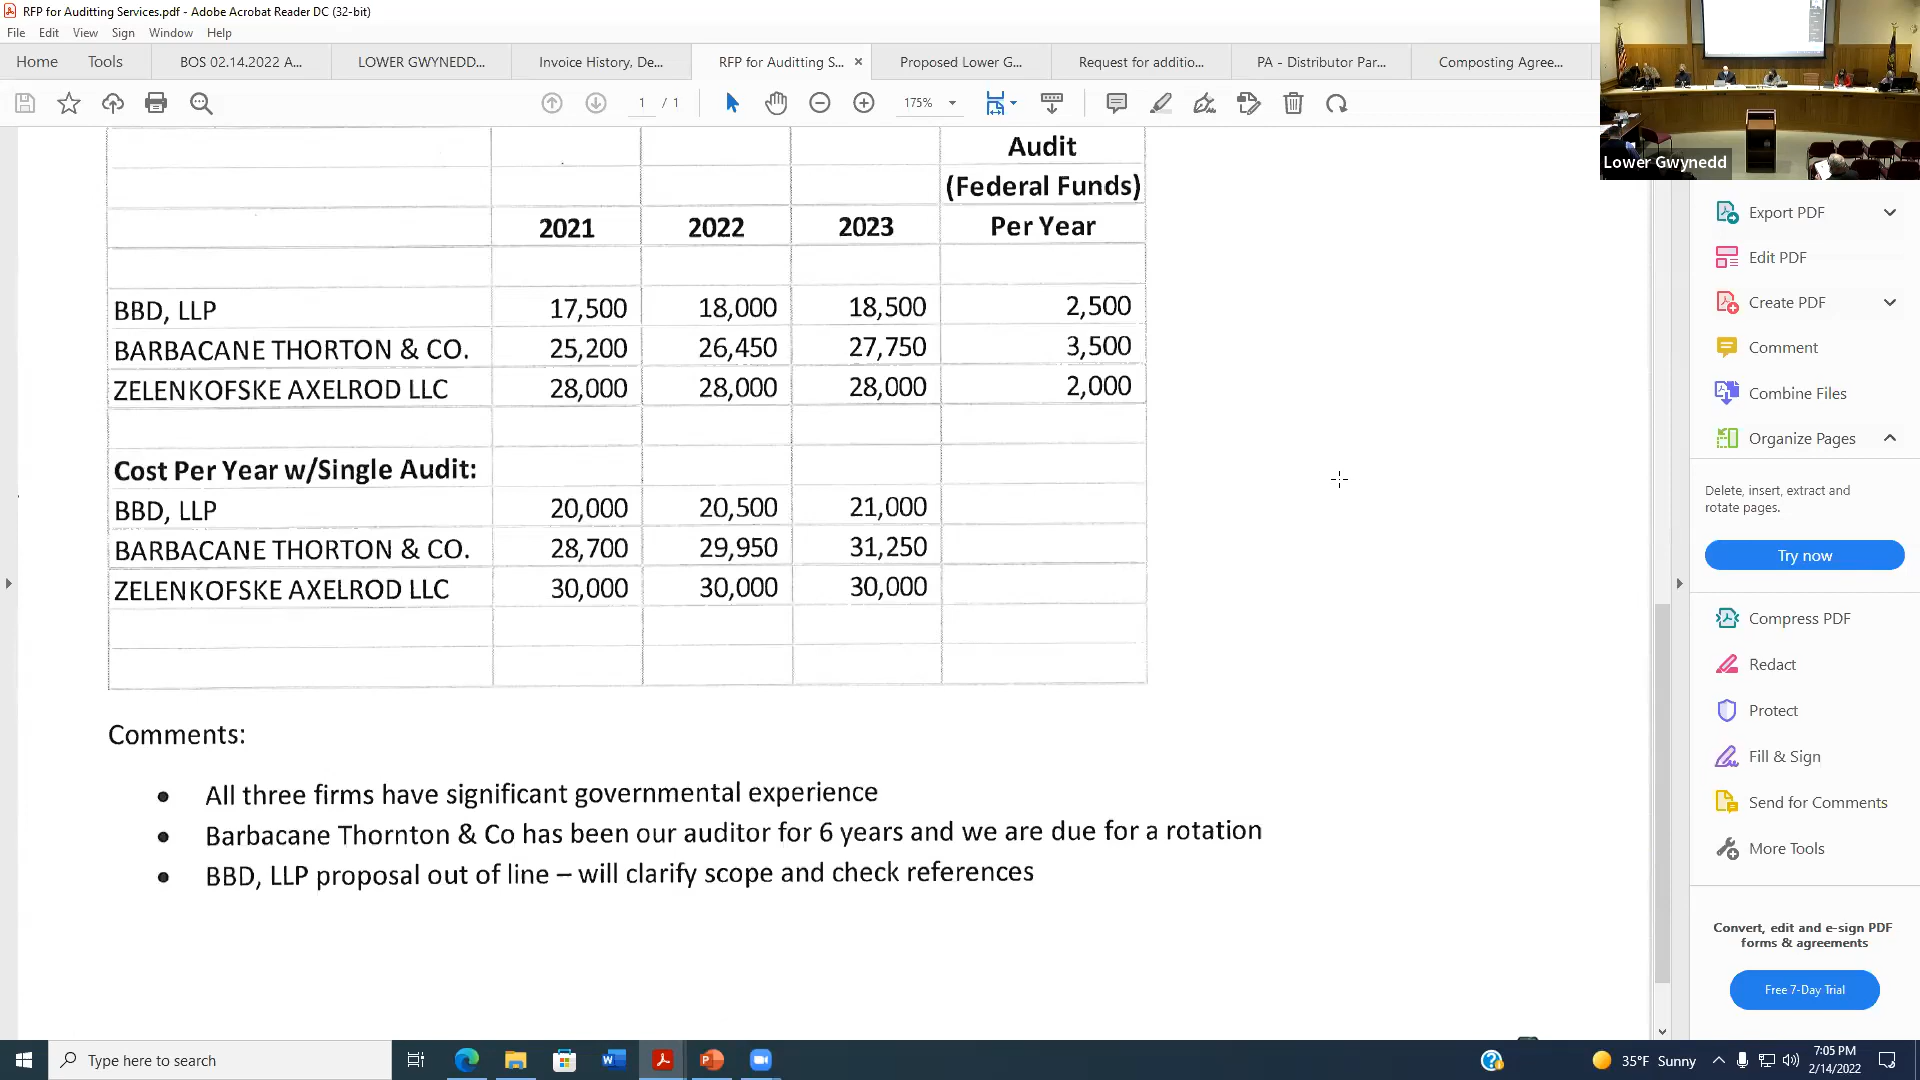 RFP for Auditting Services.pdf - Adobe Acrobat Reader DC (32-bit)
File Edit View Sign Window Help
Home Tools BOS 02.14.2022 A... LOWER GWYNEDD... Invoice History, De... RFP for Auditting S... × Proposed Lower G... Request for additio... PA - Distributor Par... Composting Agree...
1 / 1 175%
Lower Gwynedd
Audit
(Federal Funds)
2021 2022 2023 Per Year
BBD, LLP 17,500 18,000 18,500 2,500
BARBACANE THORTON & CO. 25,200 26,450 27,750 3,500
ZELENKOFSKE AXELROD LLC 28,000 28,000 28,000 2,000
Cost Per Year w/Single Audit:
BBD, LLP 20,000 20,500 21,000
BARBACANE THORTON & CO. 28,700 29,950 31,250
ZELENKOFSKE AXELROD LLC 30,000 30,000 30,000
Comments:
• All three firms have significant governmental experience
• Barbacane Thornton & Co has been our auditor for 6 years and we are due for a rotation
• BBD, LLP proposal out of line – will clarify scope and check references
Export PDF
Edit PDF
Create PDF
Comment
Combine Files
Organize Pages
Delete, insert, extract and
rotate pages.
Try now
Compress PDF
Redact
Protect
Fill & Sign
Send for Comments
More Tools
Convert, edit and e-sign PDF
forms & agreements
Free 7-Day Trial
Type here to search
35°F Sunny
7:05 PM
2/14/2022